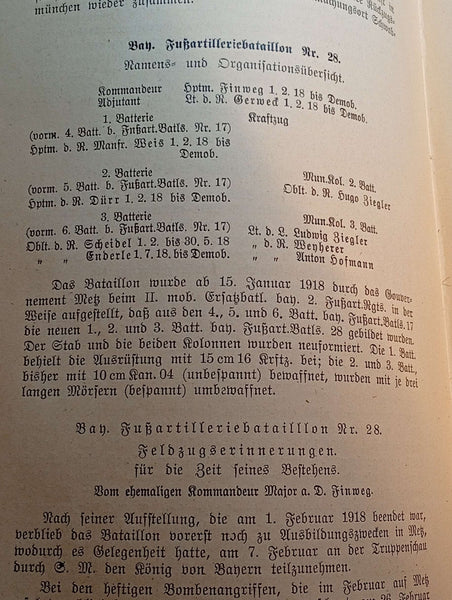 münchen wieder zusammen.
Bay. Fußartilleriebataillon Nr. 28.
Namens- und Organisationsübersicht.
Kommandeur Hptm. Finweg 1. 2. 18 bis Demob.
Adjutant Lt. d. R. Gerweck 1. 2. 18 bis Demob.
1. Batterie Kraftzug
(vorm. 4. Batt. b. Fußart.Batls. Nr. 17)
Hptm. d. R. Manfr. Weis 1. 2. 18 bis
Demob.
2. Batterie Mun.Kol. 2. Batt.
(vorm. 5. Batt. b. Fußart.Batls. Nr. 17) Oblt. d. R. Hugo Ziegler
Hptm. d. R. Dürr 1. 2. 18 bis Demob.
3. Batterie Mun.Kol. 3. Batt.
(vorm. 6. Batt. b. Fußart.Batls. Nr. 17) Lt. d. L. Ludwig Ziegler
Oblt. d. R. Scheidel 1. 2. bis 30. 5. 18 „ d. R. Weyherer
„ „ Enderle 1. 7. 18 bis Demob. „ „ Anton Hofmann
Das Bataillon wurde ab 15. Januar 1918 durch das Gouver-
nement Metz beim II. mob. Ersatzbatl. bay. 2. Fußart.Rgts. in der
Weise aufgestellt, daß aus den 4., 5. und 6. Batt. bay. Fußart.Batls. 17
die neuen 1., 2. und 3. Batt. bay. Fußart.Batls. 28 gebildet wurden.
Der Stab und die beiden Kolonnen wurden neuformiert. Die 1. Batt.
behielt die Ausrüstung mit 15 cm 16 Krftz. bei; die 2. und 3. Batt.,
bisher mit 10 cm Kan. 04 (unbespannt) bewaffnet, wurden mit je drei
langen Mörsern (bespannt) umbewaffnet.
Bay. Fußartilleriebataillon Nr. 28.
Feldzugserinnerungen.
für die Zeit seines Bestehens.
Vom ehemaligen Kommandeur Major a. D. Finweg.
Nach seiner Aufstellung, die am 1. Februar 1918 beendet war,
verblieb das Bataillon vorerst noch zu Ausbildungszwecken in Metz,
wodurch es Gelegenheit hatte, am 7. Februar an der Truppenschau
durch S. M. den König von Bayern teilzunehmen.
Bei den heftigen Bombenangriffen, die im Februar auf Metz
26. Februar